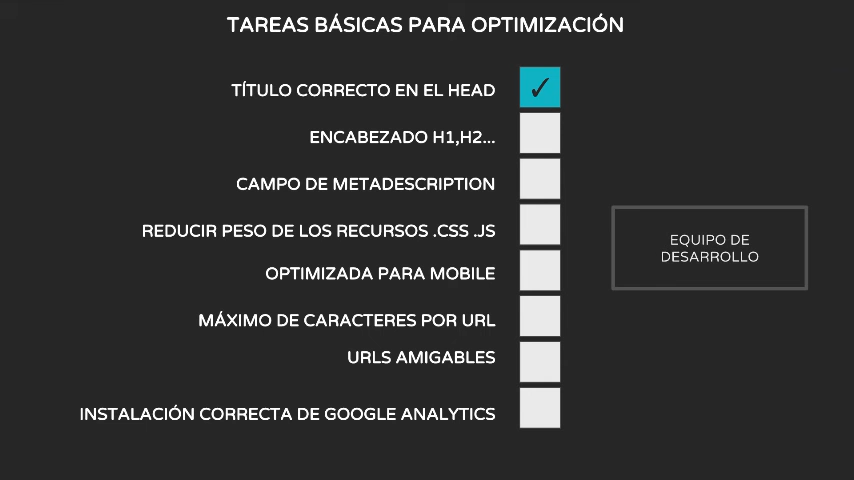 TAREAS BÁSICAS PARA OPTIMIZACIÓN
TÍTULO CORRECTO EN EL HEAD
✓
ENCABEZADO H1,H2...
CAMPO DE METADESCRIPTION
REDUCIR PESO DE LOS RECURSOS .CSS .JS
OPTIMIZADA PARA MOBILE
MÁXIMO DE CARACTERES POR URL
URLS AMIGABLES
INSTALACIÓN CORRECTA DE GOOGLE ANALYTICS
EQUIPO DE
DESARROLLO